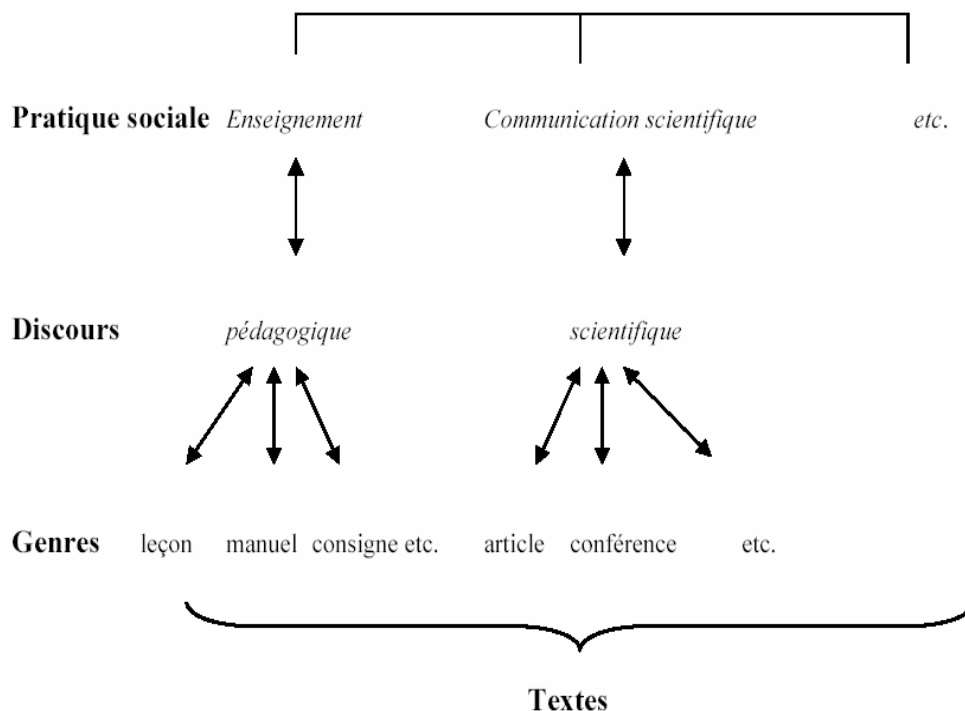 Pratique sociale Enseignement Communication scientifique etc.
Discours pédagogique scientifique
Genres leçon manuel consigne etc. article conférence etc.
Textes